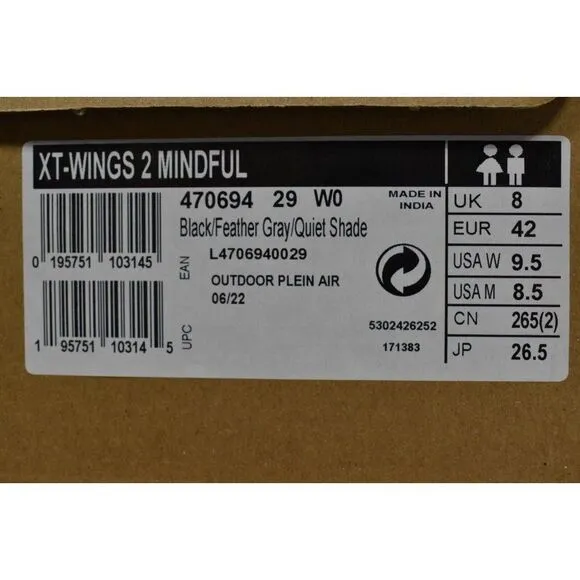 XT-WINGS 2 MINDFUL
470694 29 W0
MADE IN
INDIA
Black/Feather Gray/Quiet Shade
L4706940029
0 195751 103145
EAN
OUTDOOR PLEIN AIR
06/22
1 95751 10314 5
UPC
5302426252
171383
UK 8
EUR 42
USA W 9.5
USA M 8.5
CN 265(2)
JP 26.5